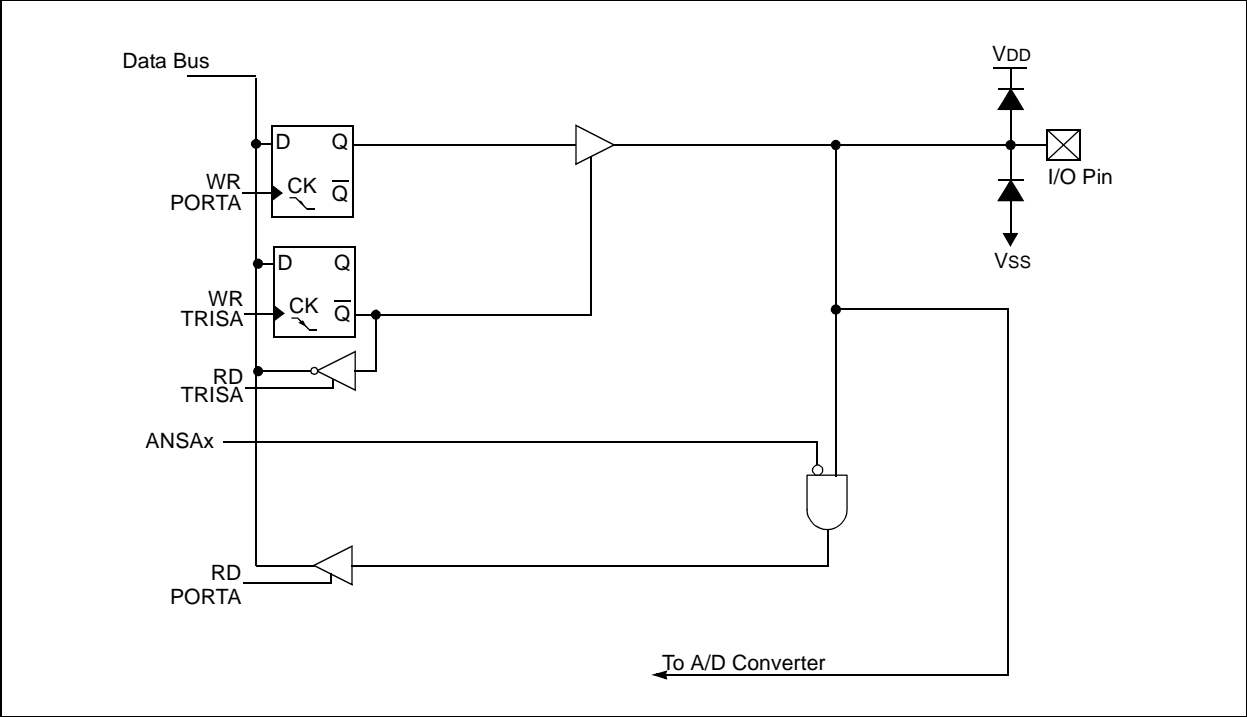 Data Bus
VDD
D Q
I/O Pin
WR
PORTA
CK
Q
VSS
D Q
WR
TRISA
CK
Q
RD
TRISA
ANSAx
RD
PORTA
To A/D Converter